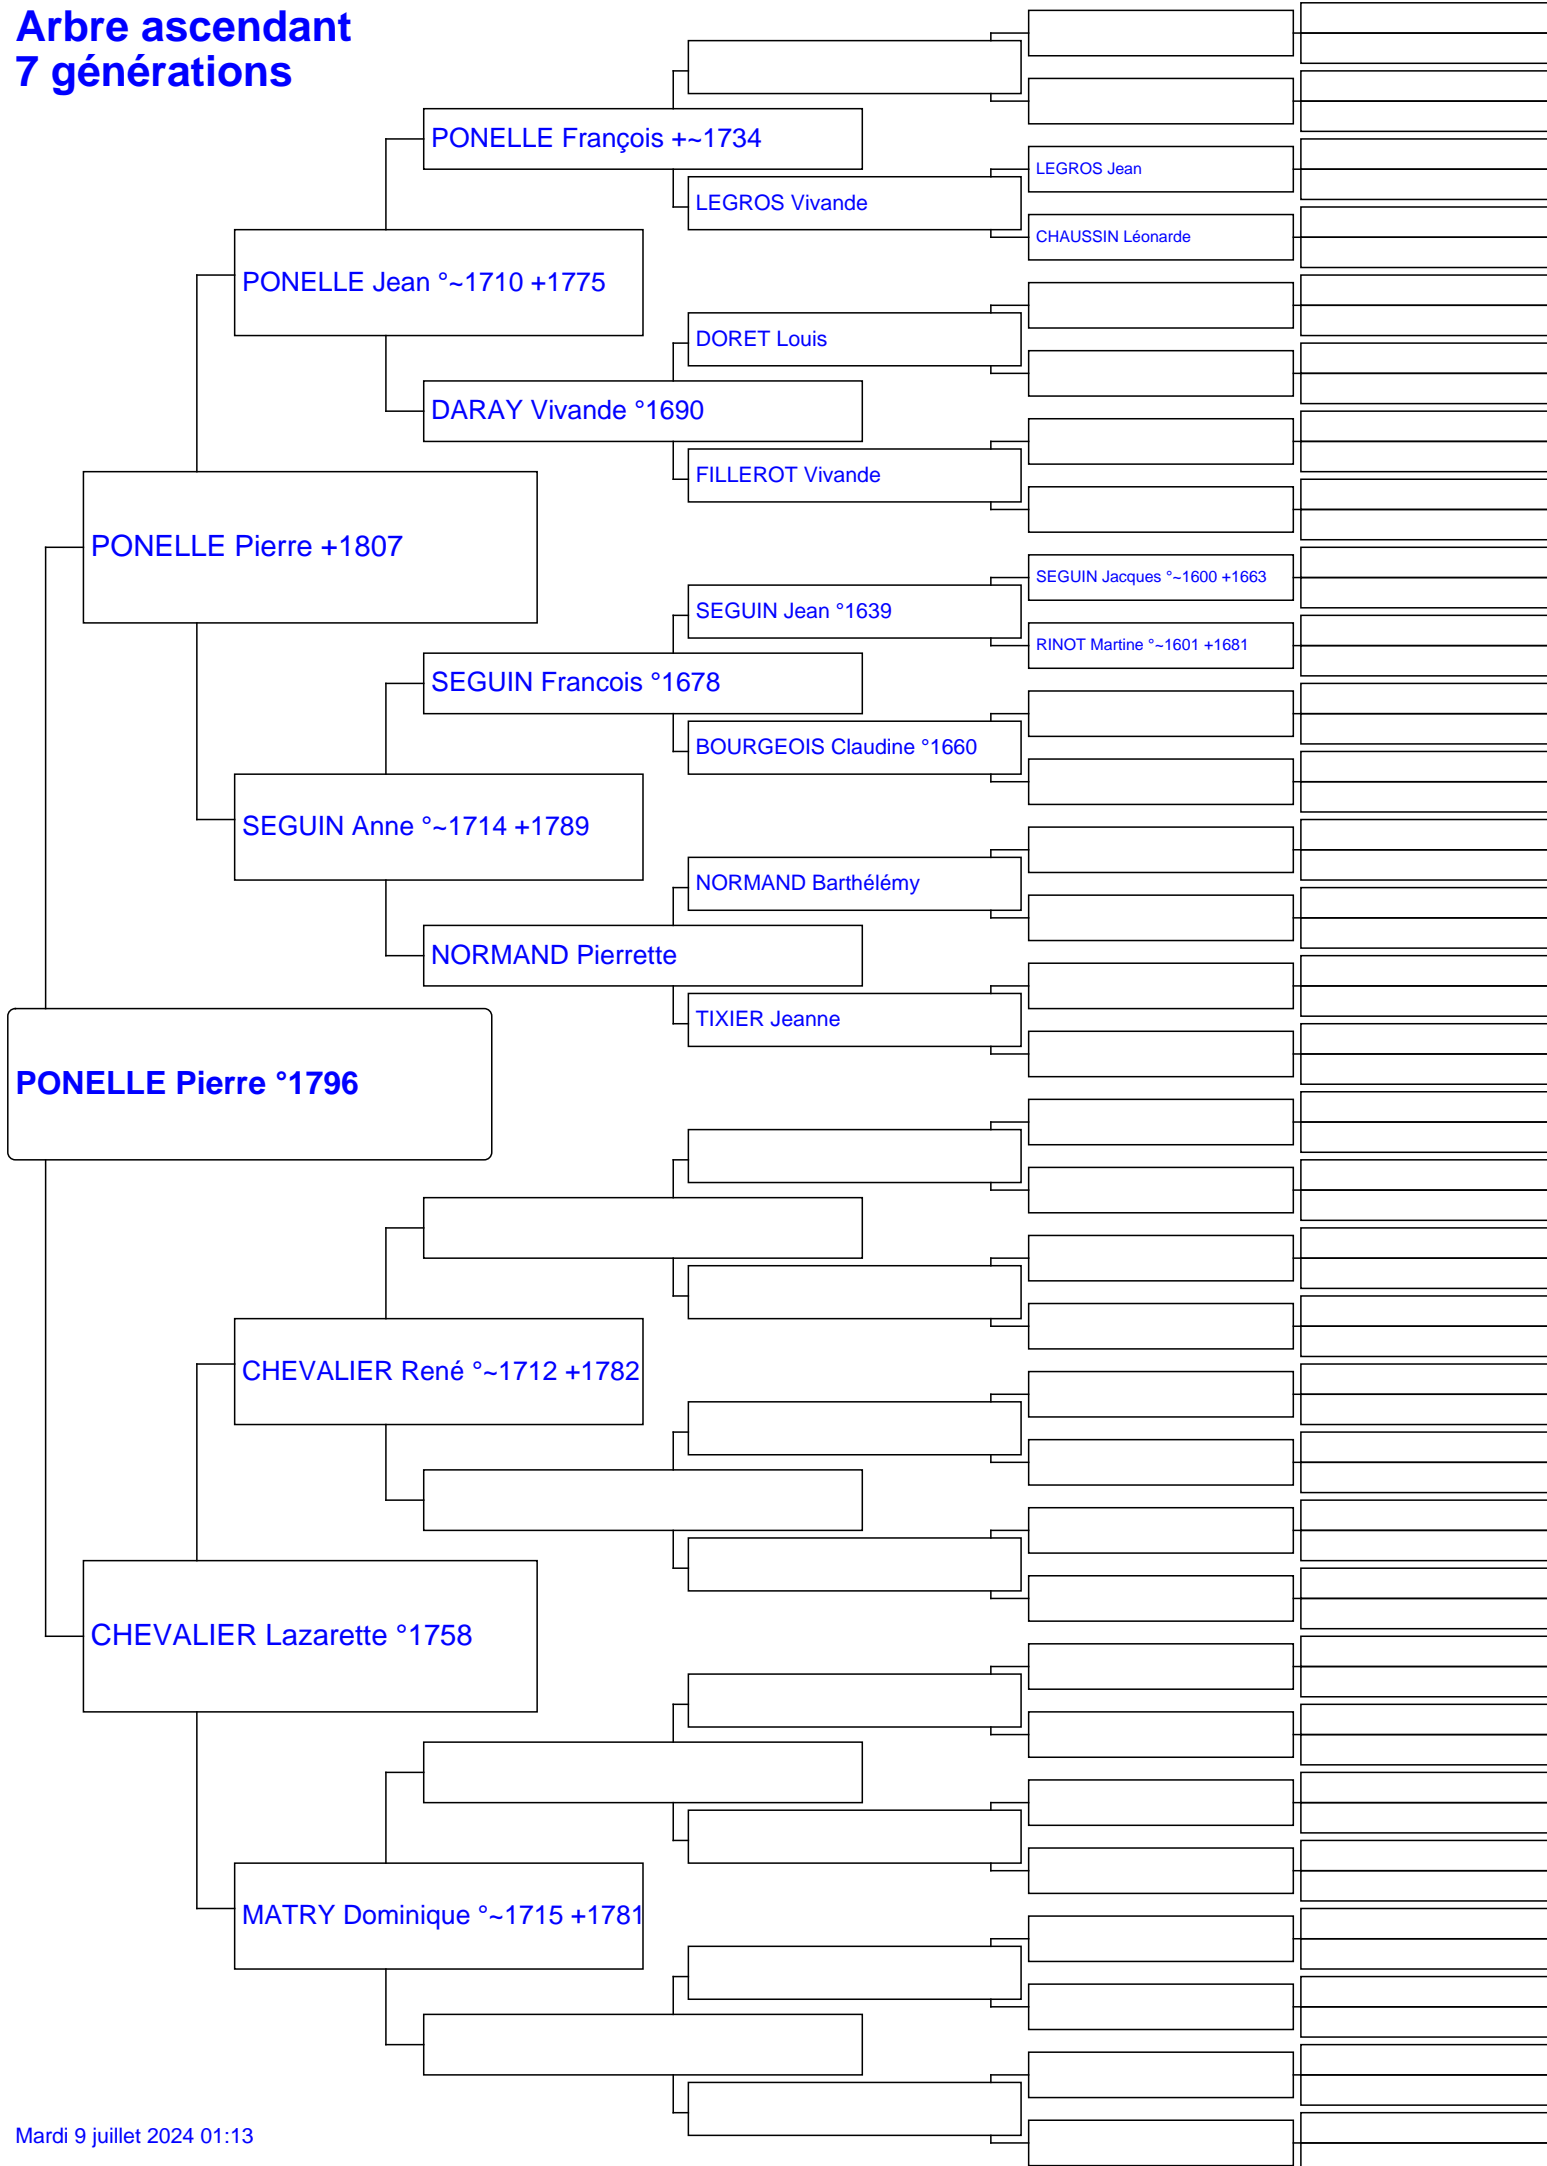 Arbre ascendant
7 générations
PONELLE François +~1734
LEGROS Jean
LEGROS Vivande
CHAUSSIN Léonarde
PONELLE Jean °~1710 +1775
DORET Louis
DARAY Vivande °1690
FILLEROT Vivande
PONELLE Pierre +1807
SEGUIN Jacques °~1600 +1663
SEGUIN Jean °1639
RINOT Martine °~1601 +1681
SEGUIN Francois °1678
BOURGEOIS Claudine °1660
SEGUIN Anne °~1714 +1789
NORMAND Barthélémy
NORMAND Pierrette
TIXIER Jeanne
PONELLE Pierre °1796
CHEVALIER René °~1712 +1782
CHEVALIER Lazarette °1758
MATRY Dominique °~1715 +1781
Mardi 9 juillet 2024 01:13